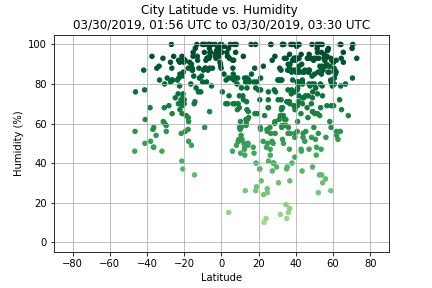 City Latitude vs. Humidity
03/30/2019, 01:56 UTC to 03/30/2019, 03:30 UTC
100
80
60
40
20
0
Humidity (%)
−80 −60 −40 −20 0 20 40 60 80
Latitude